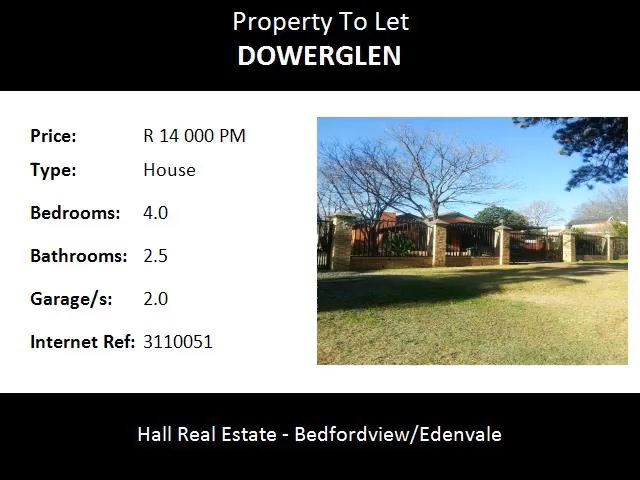 Property To Let
DOWERGLEN
Price: R 14 000 PM
Type: House
Bedrooms: 4.0
Bathrooms: 2.5
Garage/s: 2.0
Internet Ref: 3110051
Hall Real Estate - Bedfordview/Edenvale